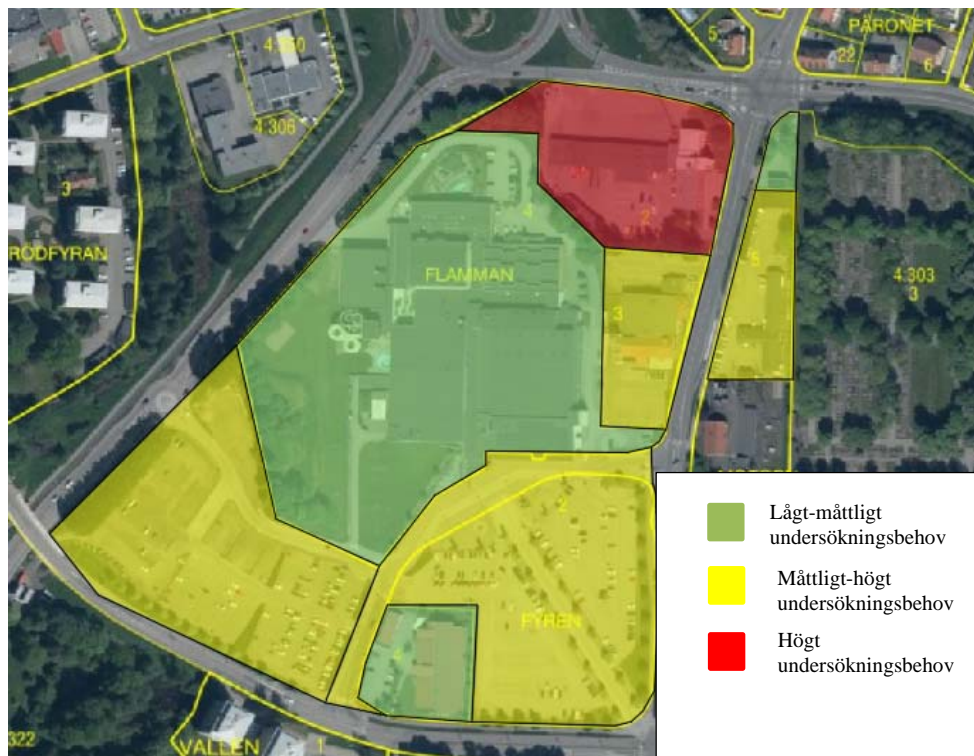 PÄRONET
5
22
6
4.306
3
RÖDFYRAN
4
2
FLAMMAN
5
4.303
3
3
2
FYREN
4
VALLEN
1
322
Lågt-måttligt
undersökningsbehov
Måttligt-högt
undersökningsbehov
Högt
undersökningsbehov